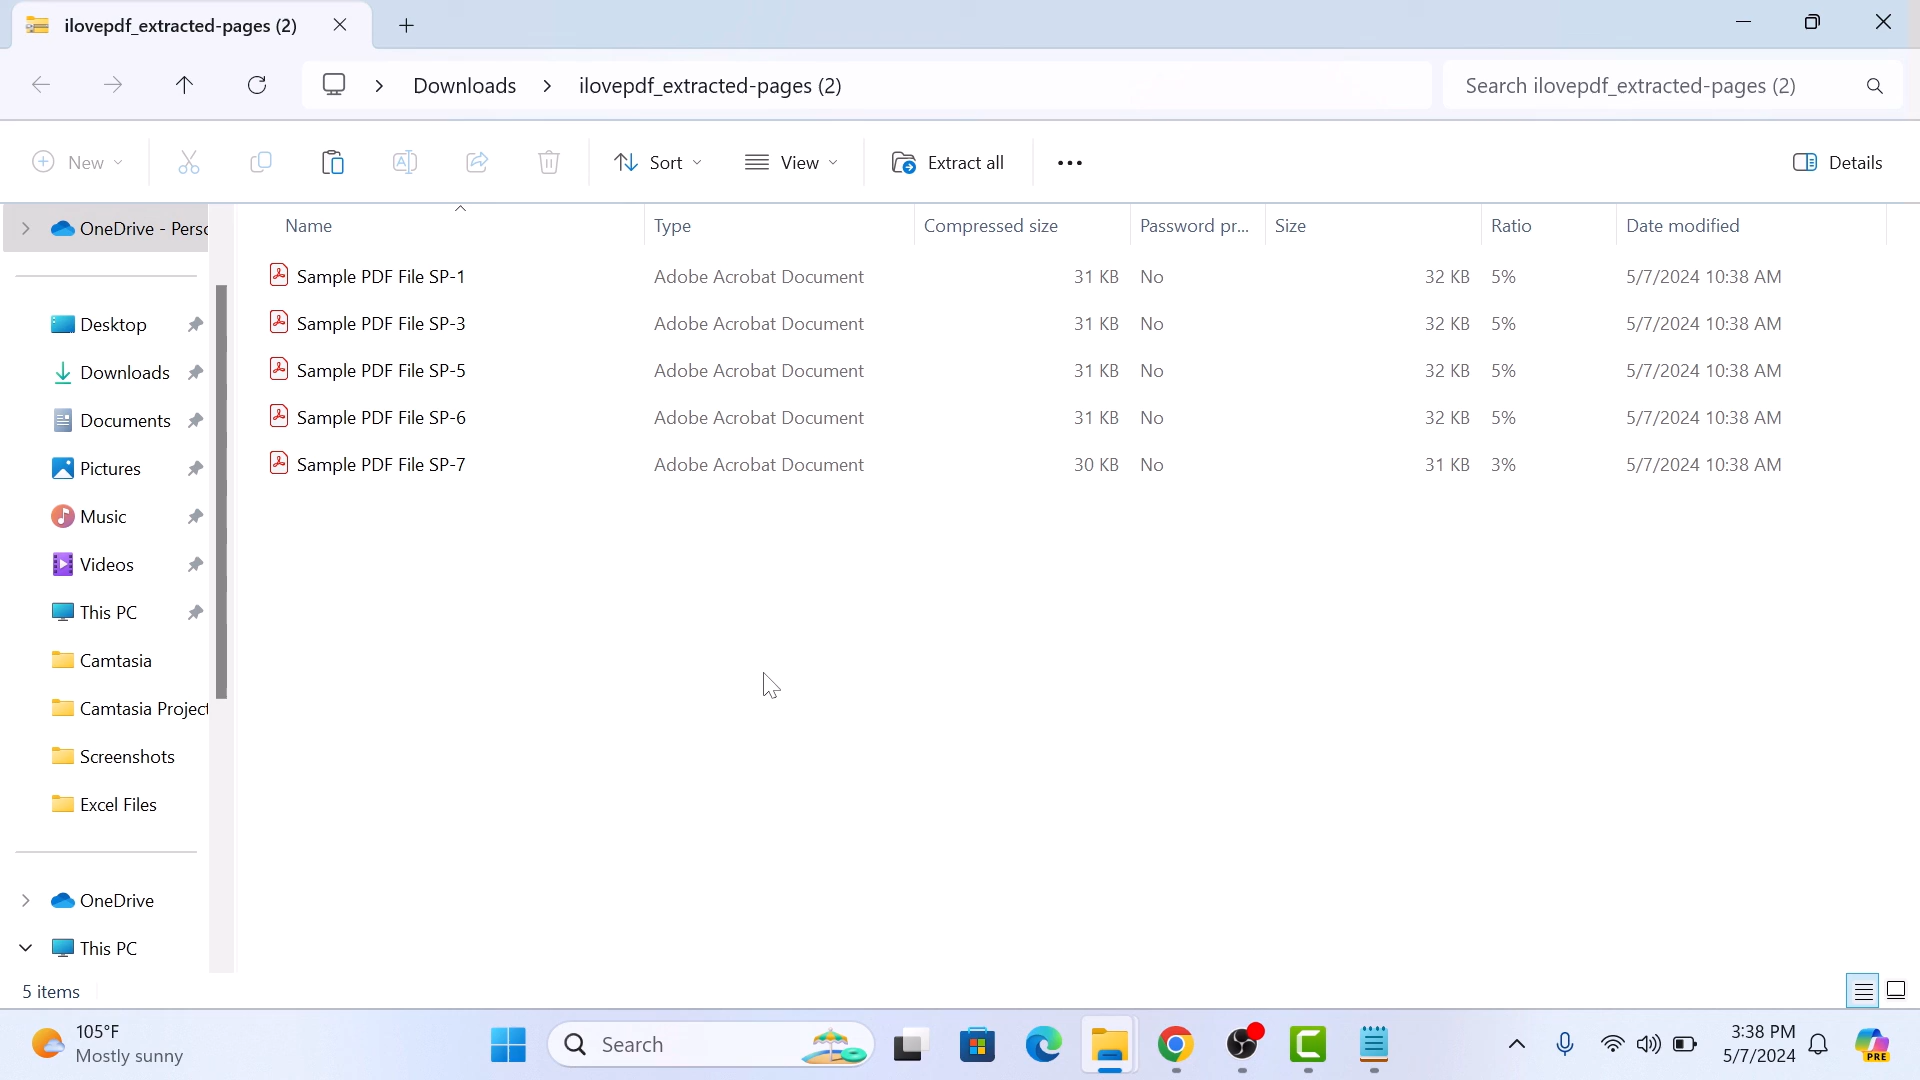 ilovepdf_extracted-pages (2)
Downloads
ilovepdf_extracted-pages (2)
Search ilovepdf_extracted-pages (2)
New
Sort
View
Extract all
Details
Name
Type
Compressed size
Password pr...
Size
Ratio
Date modified
Sample PDF File SP-1 Adobe Acrobat Document 31 KB No 32 KB 5% 5/7/2024 10:38 AM
Sample PDF File SP-3 Adobe Acrobat Document 31 KB No 32 KB 5% 5/7/2024 10:38 AM
Sample PDF File SP-5 Adobe Acrobat Document 31 KB No 32 KB 5% 5/7/2024 10:38 AM
Sample PDF File SP-6 Adobe Acrobat Document 31 KB No 32 KB 5% 5/7/2024 10:38 AM
Sample PDF File SP-7 Adobe Acrobat Document 30 KB No 31 KB 3% 5/7/2024 10:38 AM
OneDrive - Perso
Desktop
Downloads
Documents
Pictures
Music
Videos
This PC
Camtasia
Camtasia Project
Screenshots
Excel Files
OneDrive
This PC
5 items
105°F
Mostly sunny
Search
3:38 PM
5/7/2024
PRE